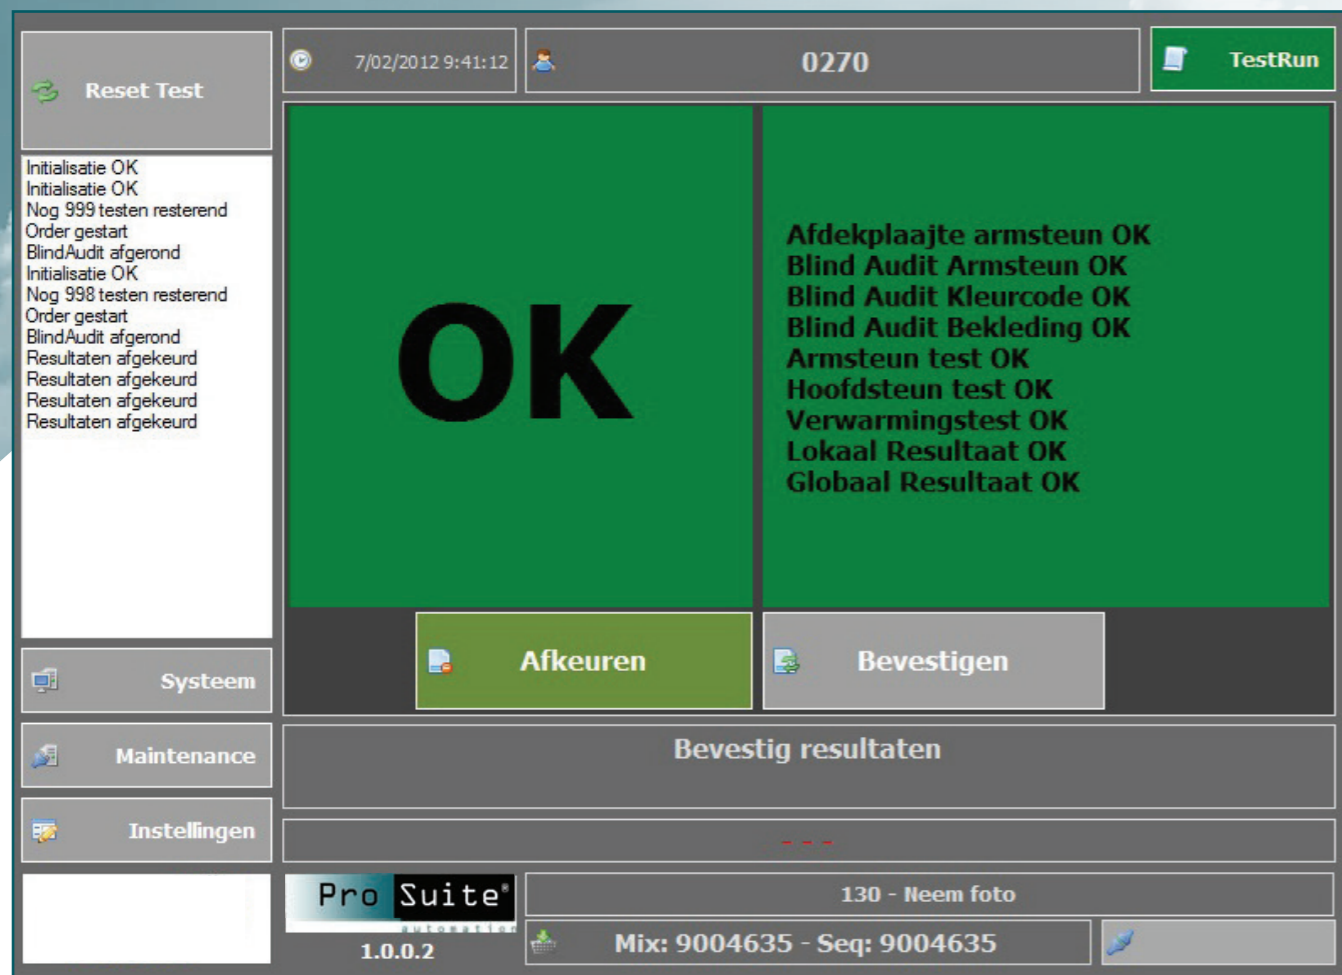 Reset Test
7/02/2012 9:41:12
0270
TestRun
Initialisatie OK
Initialisatie OK
Nog 999 testen resterend
Order gestart
BlindAudit afgerond
Initialisatie OK
Nog 998 testen resterend
Order gestart
BlindAudit afgerond
Resultaten afgekeurd
Resultaten afgekeurd
Resultaten afgekeurd
Resultaten afgekeurd
OK
Afdekplaajte armsteun OK
Blind Audit Armsteun OK
Blind Audit Kleurcode OK
Blind Audit Bekleding OK
Armsteun test OK
Hoofdsteun test OK
Verwarmingstest OK
Lokaal Resultaat OK
Globaal Resultaat OK
Afkeuren
Bevestigen
Systeem
Maintenance
Instellingen
Bevestig resultaten
- - -
Pro Suite®
automation
1.0.0.2
130 - Neem foto
Mix: 9004635 - Seq: 9004635